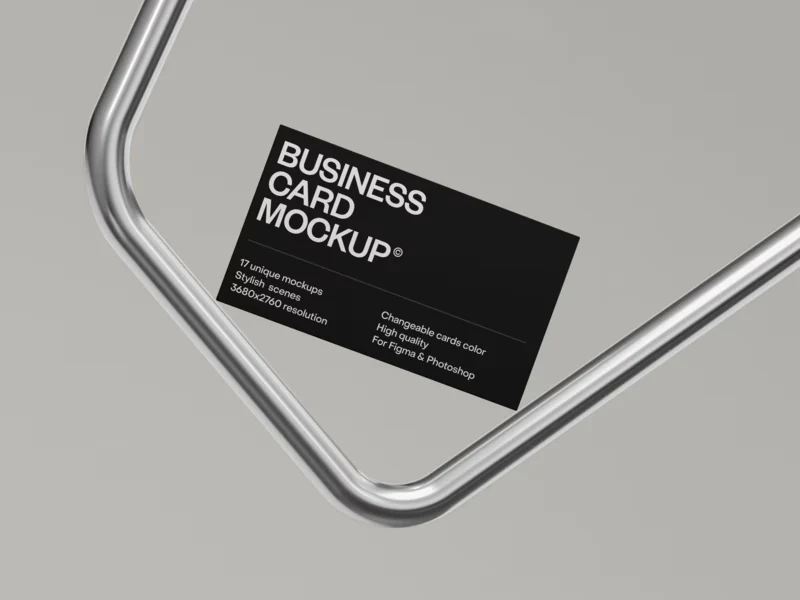 BUSINESS
CARD
MOCKUP©
17 unique mockups
Stylish scenes
3680x2760 resolution
Changeable cards color
High quality
For Figma & Photoshop